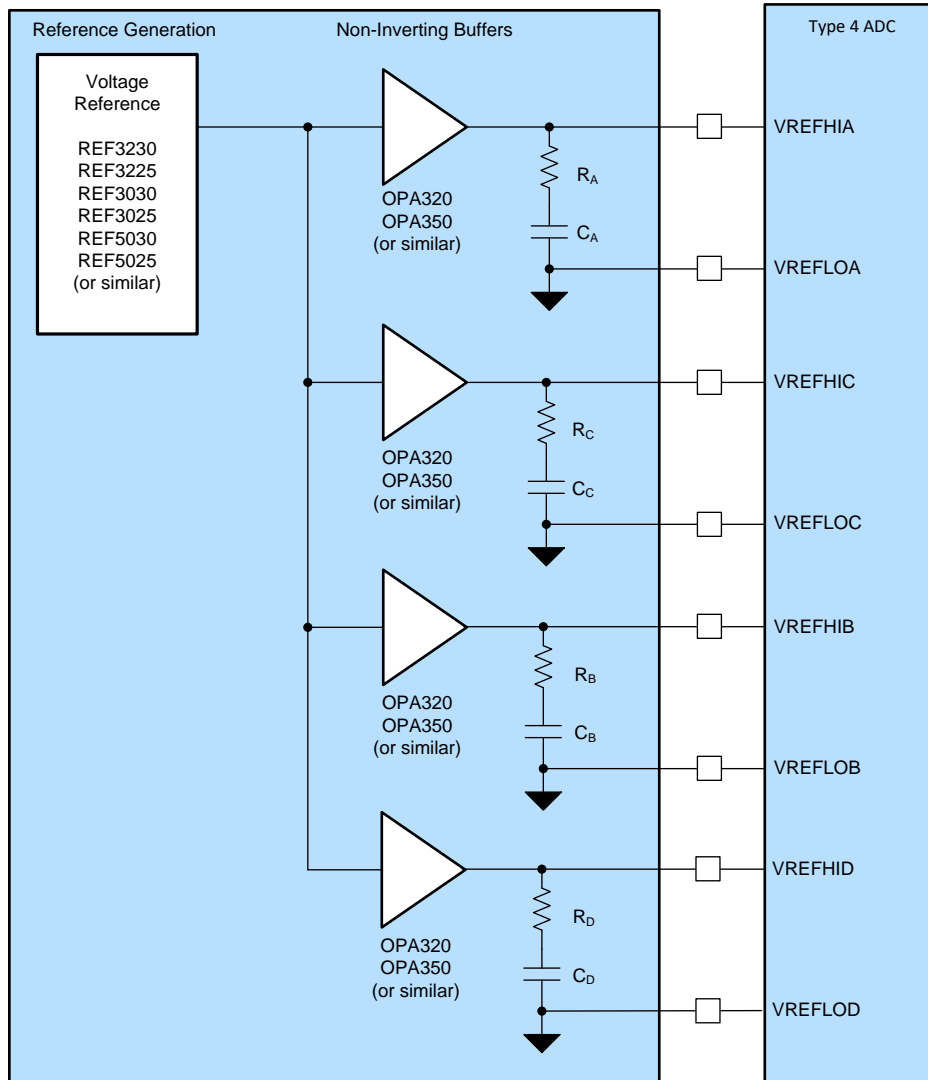 Reference Generation
Non-Inverting Buffers
Type 4 ADC
Voltage
Reference
REF3230
REF3225
REF3030
REF3025
REF5030
REF5025
(or similar)
OPA320
OPA350
(or similar)
RA
CA
VREFHIA
VREFLOA
OPA320
OPA350
(or similar)
RC
CC
VREFHIC
VREFLOC
OPA320
OPA350
(or similar)
RB
CB
VREFHIB
VREFLOB
OPA320
OPA350
(or similar)
RD
CD
VREFHID
VREFLOD